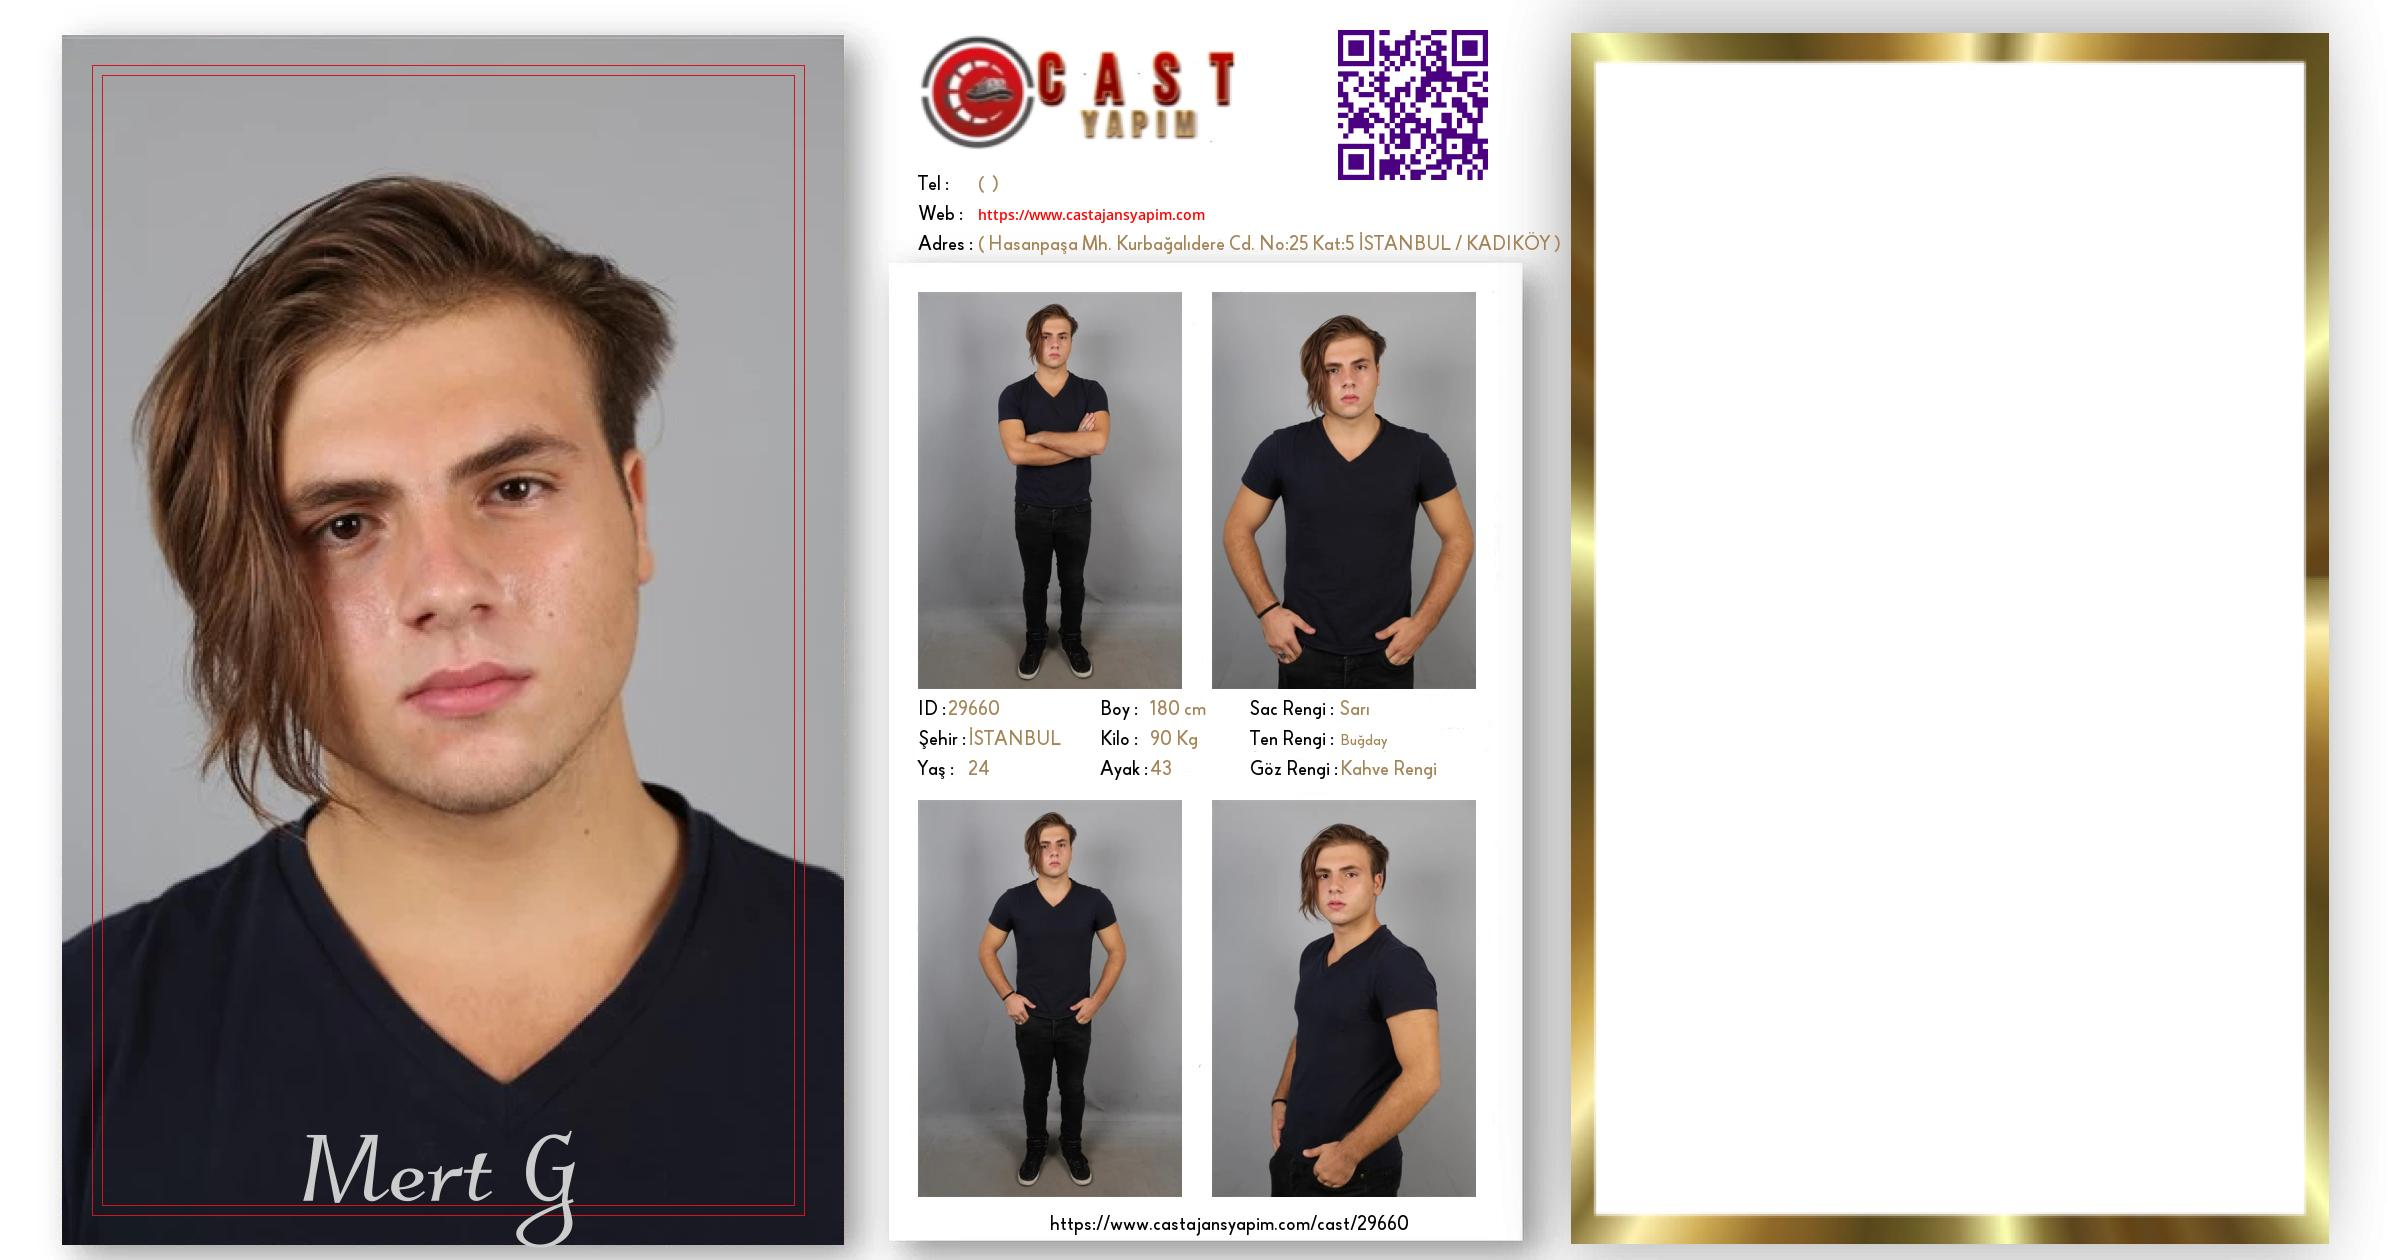 Mert G
CAST
YAPIM
Tel : ( )
Web : https://www.castajansyapim.com
Adres : ( Hasanpaşa Mh. Kurbağalıdere Cd. No:25 Kat:5 İSTANBUL / KADIKÖY )
ID : 29660 Boy : 180 cm Sac Rengi : Sarı
Şehir : İSTANBUL Kilo : 90 Kg Ten Rengi : Buğday
Yaş : 24 Ayak : 43 Göz Rengi : Kahve Rengi
https://www.castajansyapim.com/cast/29660